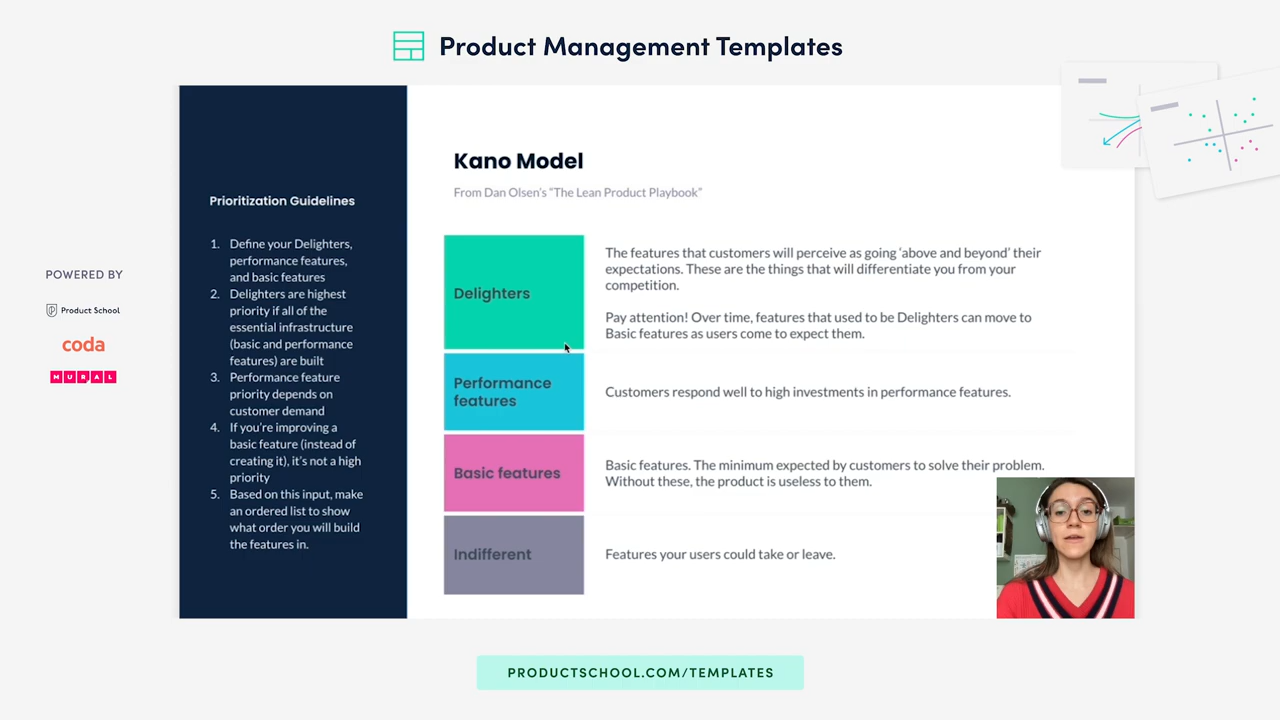 Product Management Templates
Prioritization Guidelines
1. Define your Delighters,
performance features,
and basic features
2. Delighters are highest
priority if all of the
essential infrastructure
(basic and performance
features) are built
3. Performance feature
priority depends on
customer demand
4. If you're improving a
basic feature (instead of
creating it), it's not a high
priority
5. Based on this input, make
an ordered list to show
what order you will build
the features in.
POWERED BY
Product School
coda
MURAL
Kano Model
From Dan Olsen's "The Lean Product Playbook"
Delighters
The features that customers will perceive as going 'above and beyond' their
expectations. These are the things that will differentiate you from your
competition.
Pay attention! Over time, features that used to be Delighters can move to
Basic features as users come to expect them.
Performance
features
Customers respond well to high investments in performance features.
Basic features
Basic features. The minimum expected by customers to solve their problem.
Without these, the product is useless to them.
Indifferent
Features your users could take or leave.
PRODUCTSCHOOL.COM/TEMPLATES